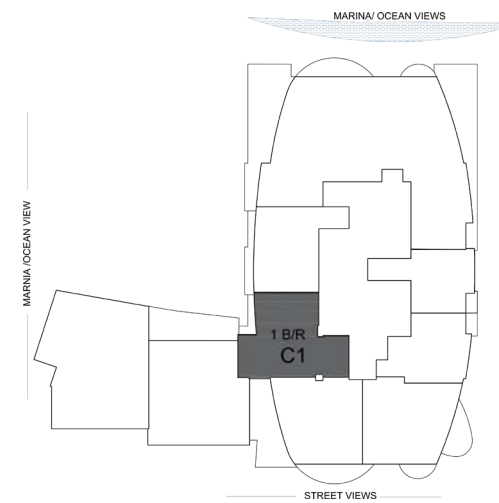 MARINA/ OCEAN VIEWS
MARNIA /OCEAN VIEW
1 B/R
C1
STREET VIEWS